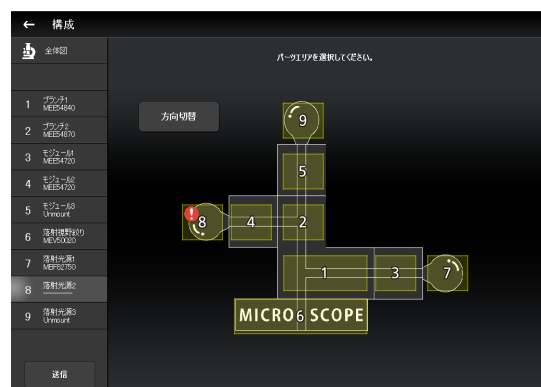 ← 構成
全体図
パーツエリアを選択してください。
方向切替
1 ブランチ1
MEE54840
2 ブランチ2
MEE54870
3 モジュール1
MEE54720
4 モジュール2
MEE54720
5 モジュール3
Unmount
6 落射視野絞り
MEV50020
7 落射光源1
MBF82750
8 落射光源2
9 落射光源3
Unmount
送信
9
5
8
4
2
1
3
7
MICRO6 SCOPE